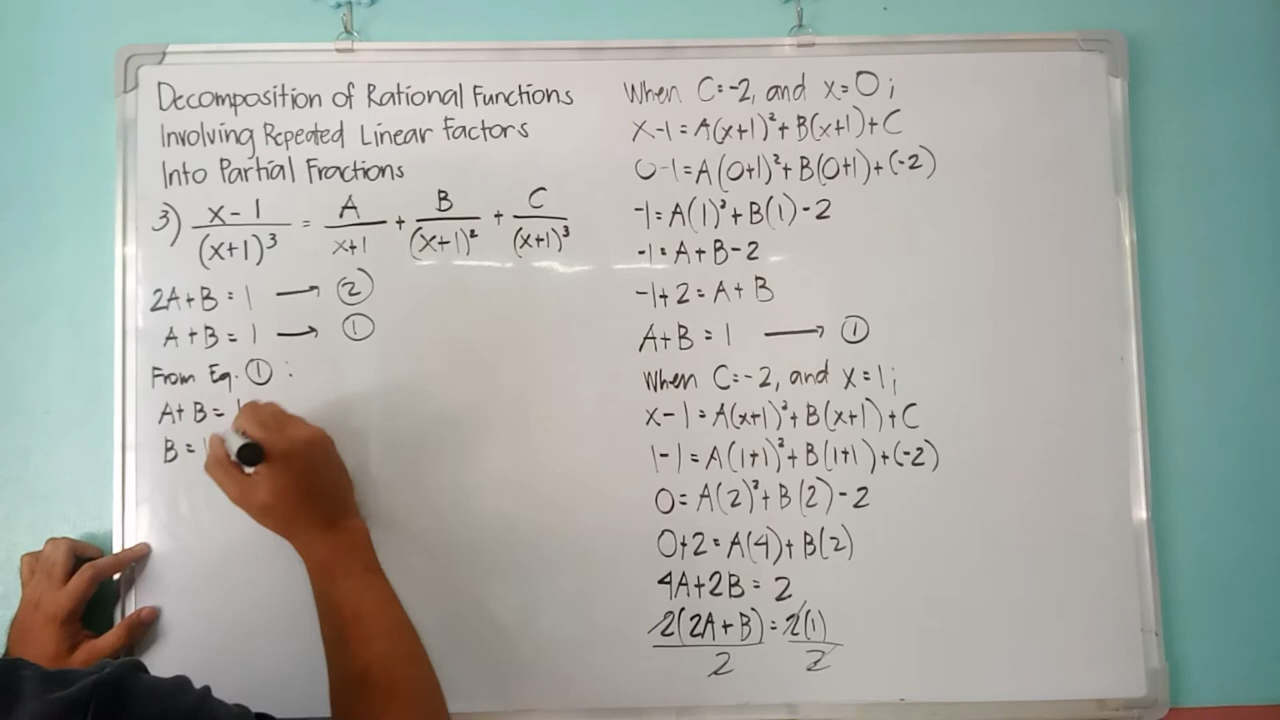 Decomposition of Rational Functions
Involving Repeated Linear Factors
Into Partial Fractions
3) x-1/(x+1)³ = A/x+1 + B/(x+1)² + C/(x+1)³
2A+B=1 → ②
A+B=1 → ①
From Eq. ① :
A+B=1
B=1
When C=-2, and x=0;
x-1=A(x+1)²+B(x+1)+C
0-1=A(0+1)²+B(0+1)+(-2)
-1=A(1)²+B(1)-2
-1=A+B-2
-1+2=A+B
A+B=1 → ①
When C=-2, and x=1;
x-1=A(x+1)²+B(x+1)+C
1-1=A(1+1)²+B(1+1)+(-2)
0=A(2)²+B(2)-2
0+2=A(4)+B(2)
4A+2B=2
2(2A+B)/2=2(1)/2